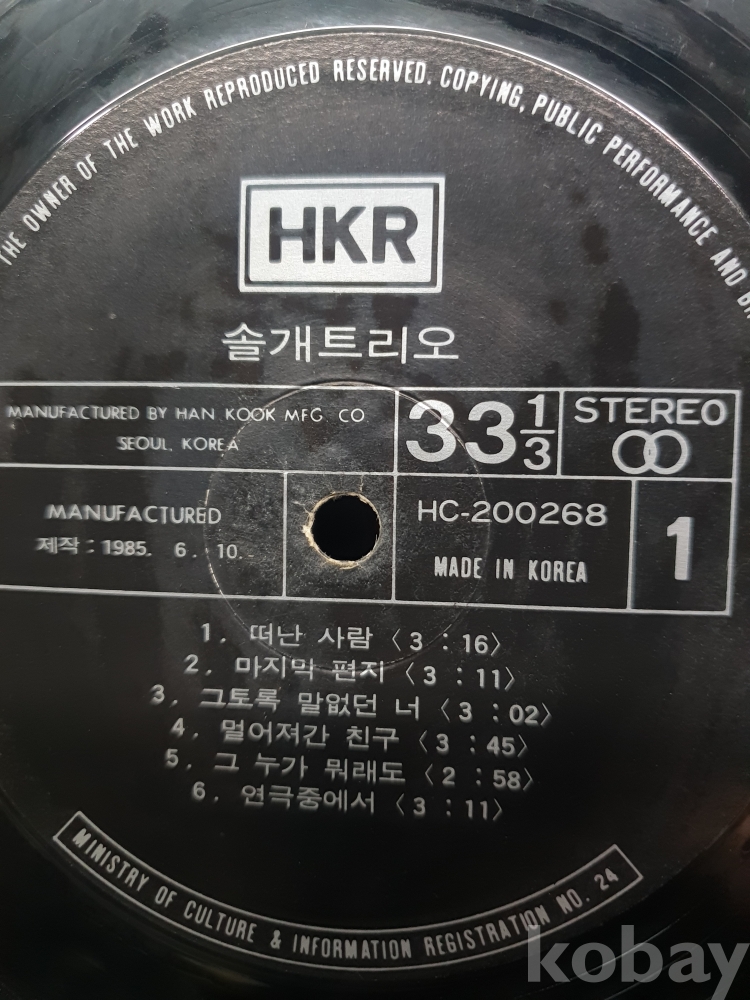 THE OWNER OF THE WORK REPRODUCED RESERVED. COPYING, PUBLIC PERFORMANCE AND
HKR
솔개트리오
MANUFACTURED BY HAN KOOK MFG. CO
SEOUL, KOREA
33 1/3
STEREO
MANUFACTURED
제작 : 1985. 6. 10.
HC-200268
MADE IN KOREA
1
1. 떠난 사람 〈3 : 16〉
2. 마지막 편지 〈3 : 11〉
3. 그토록 말없던 너 〈3 : 02〉
4. 멀어져간 친구 〈3 : 45〉
5. 그 누가 뭐래도 〈2 : 58〉
6. 연극중에서 〈3 : 11〉
MINISTRY OF CULTURE & INFORMATION REGISTRATION NO. 24
kobay